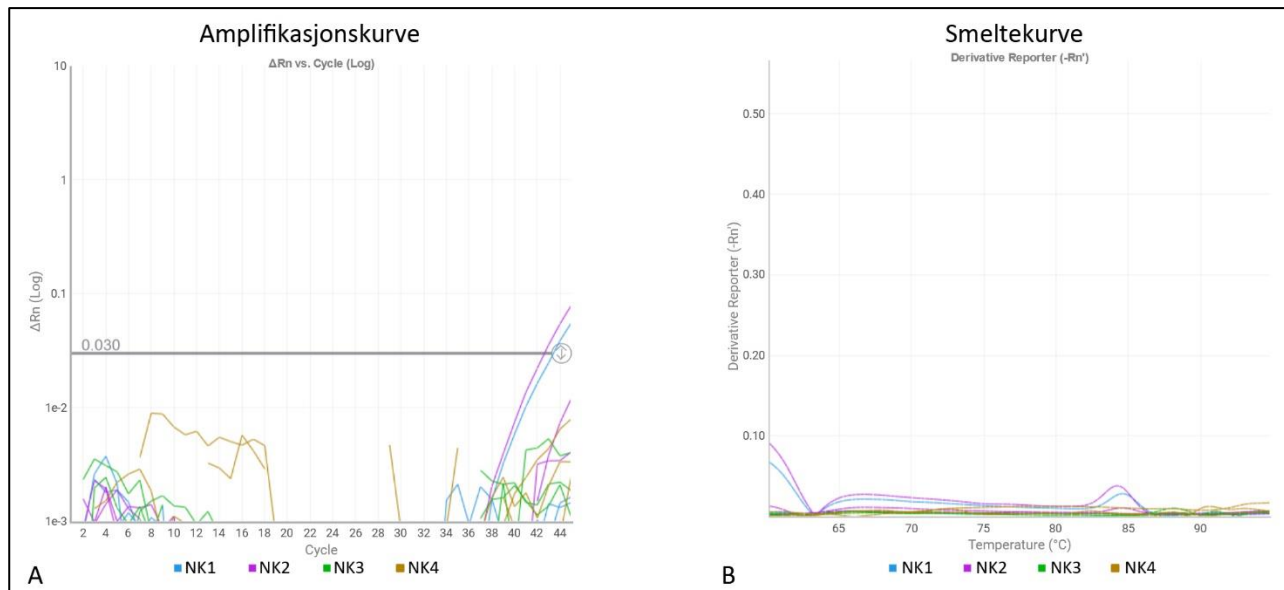 Amplifikasjonskurve
ΔRn vs. Cycle (Log)
10
1
0.1
1e-2
1e-3
ΔRn (Log)
0.030
2 4 6 8 10 12 14 16 18 20 22 24 26 28 30 32 34 36 38 40 42 44
Cycle
NK1 NK2 NK3 NK4
A
Smeltekurve
Derivative Reporter (-Rn')
0.50
0.40
0.30
0.20
0.10
Derivative Reporter (-Rn')
65 70 75 80 85 90
Temperature (°C)
NK1 NK2 NK3 NK4
B